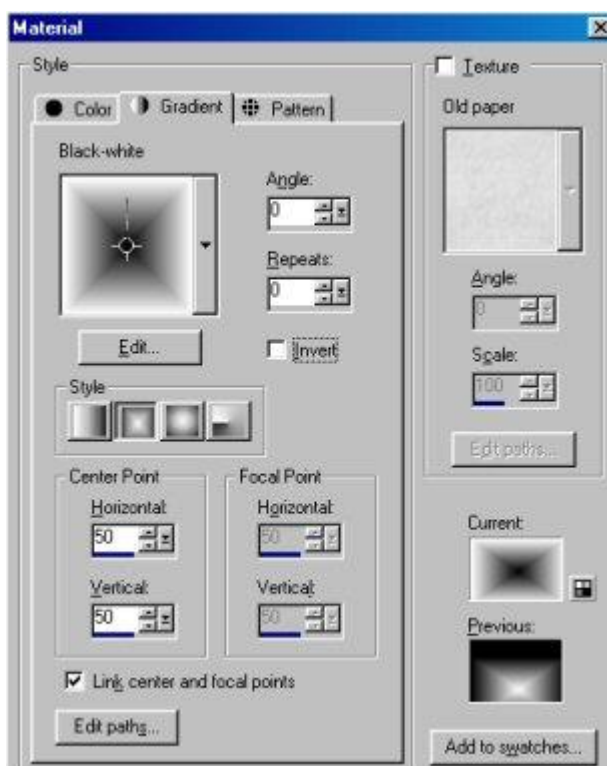 Material
Style
Color
Gradient
Pattern
Black-white
Angle:
0
Repeats:
0
Edit...
Invert
Style
Center Point
Horizontal:
50
Vertical:
50
Focal Point
Horizontal:
50
Vertical:
50
Link center and focal points
Edit paths...
Texture
Old paper
Angle:
0
Scale:
100
Edit paths...
Current:
Previous:
Add to swatches...